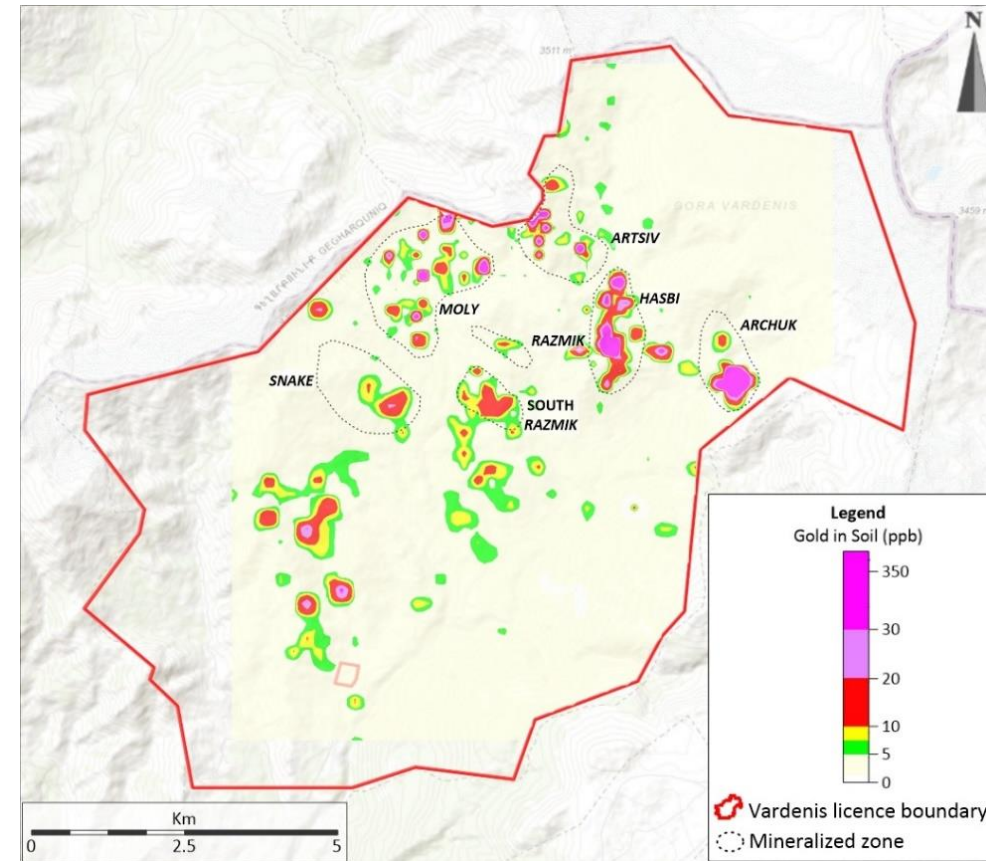 N
3511 m
3459 m
GORA VARDENIS
GEGHARQUNIQ
ARTSIV
MOLY
HASBI
ARCHUK
RAZMIK
SNAKE
SOUTH
RAZMIK
Legend
Gold in Soil (ppb)
350
30
20
10
5
0
Vardenis licence boundary
Mineralized zone
Km
0
2.5
5